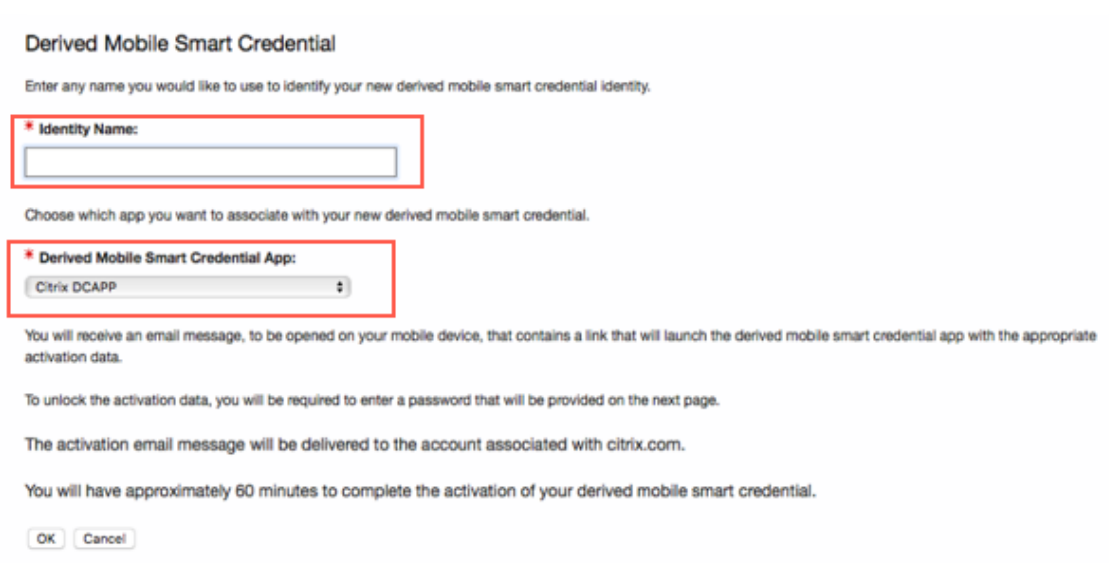 Derived Mobile Smart Credential
Enter any name you would like to use to identify your new derived mobile smart credential identity.
* Identity Name:
Choose which app you want to associate with your new derived mobile smart credential.
* Derived Mobile Smart Credential App:
Citrix DCAPP
You will receive an email message, to be opened on your mobile device, that contains a link that will launch the derived mobile smart credential app with the appropriate
activation data.
To unlock the activation data, you will be required to enter a password that will be provided on the next page.
The activation email message will be delivered to the account associated with citrix.com.
You will have approximately 60 minutes to complete the activation of your derived mobile smart credential.
OK Cancel